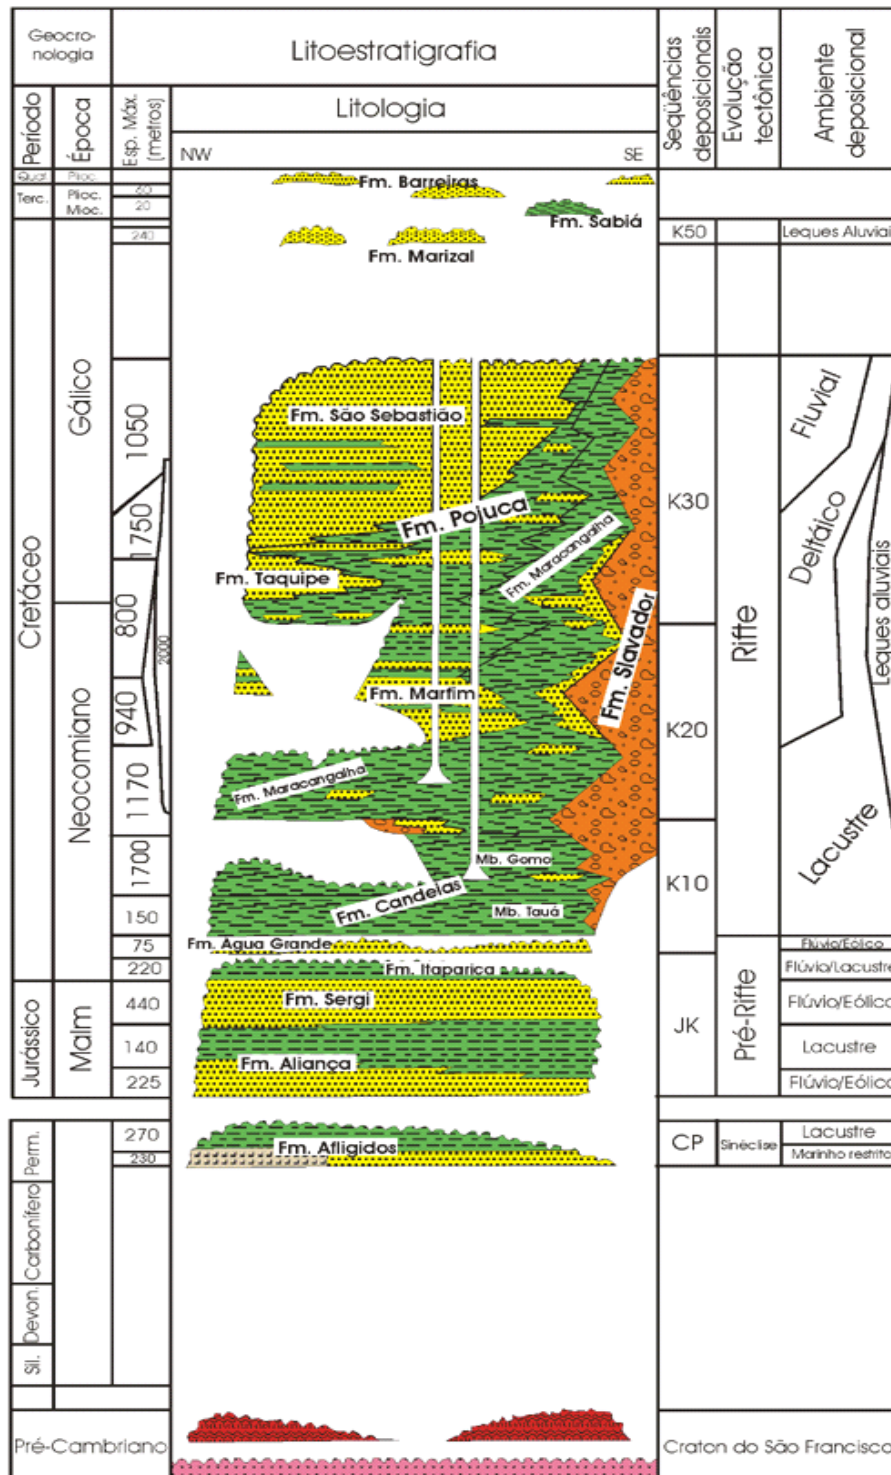 Geocro-
nologia
Litoestratigrafia
Seqüências
deposicionais
Evolução
tectônica
Ambiente
deposicional
Período
Época
Esp. Máx.
(metros)
Litologia
NW
SE
Quat
Plioc.
Fm. Barreiras
Terc.
Plioc.
Mioc.
60
20
Fm. Sabiá
240
Fm. Marizal
K50
Leques Aluviais
Cretáceo
Gálico
1050
Fm. São Sebastião
Fluvial
K30
1750
Fm. Pojuca
Fm. Maracangalha
Deltáico
Fm. Taquipe
Leques aluviais
800
2000
Rifte
Fm. Slavador
Neocomiano
940
Fm. Marfim
K20
1170
Fm. Maracangalha
1700
Mb. Gomo
Lacustre
K10
Fm. Candeias
150
Mb. Tauá
75
Fm. Agua Grande
Flúvio/Eólico
220
Fm. Itaparica
Flúvio/Lacustre
Jurássico
Malm
440
Fm. Sergi
JK
Pré-Rifte
Flúvio/Eólico
140
Fm. Aliança
Lacustre
225
Flúvio/Eólico
Perm.
270
Fm. Afligidos
CP
Sinéclise
Lacustre
230
Marinho restrito
Carbonífero
Devon.
Sil.
Pré-Cambriano
Craton do São Francisco